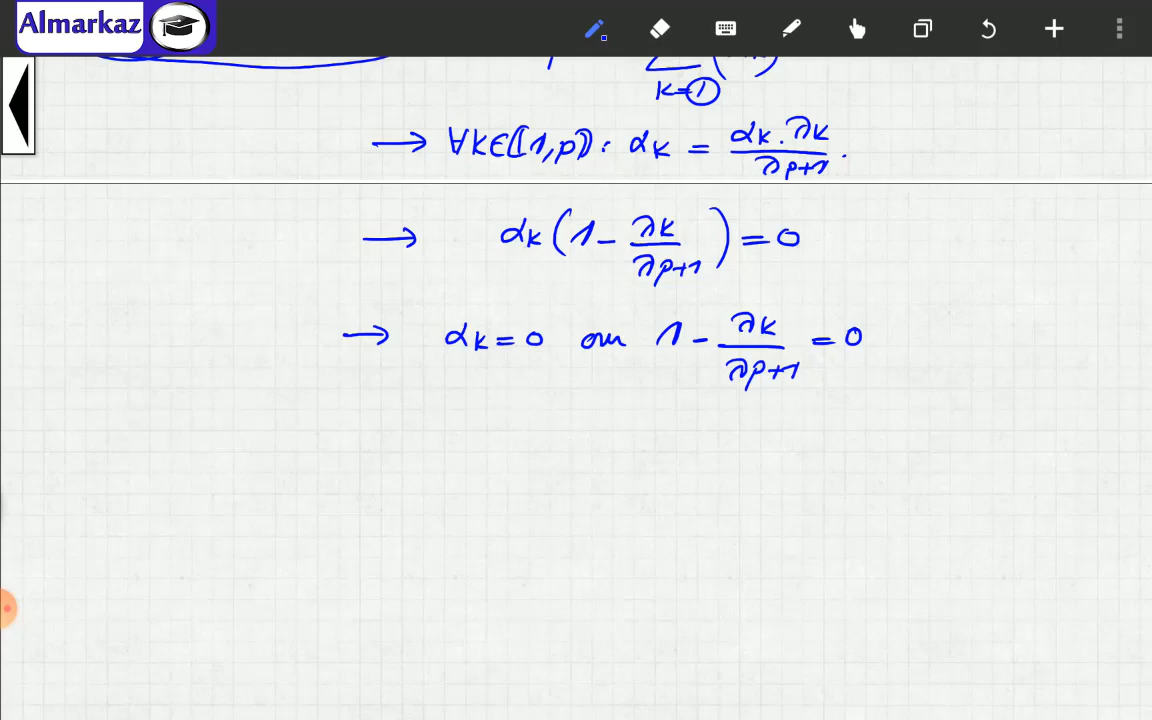 Almarkaz
k=1
→ ∀k∈⟦1,p⟧ : αk = αk . λk / λp+1 .
→ αk (1 - λk / λp+1) = 0
→ αk = 0 ou 1 - λk / λp+1 = 0